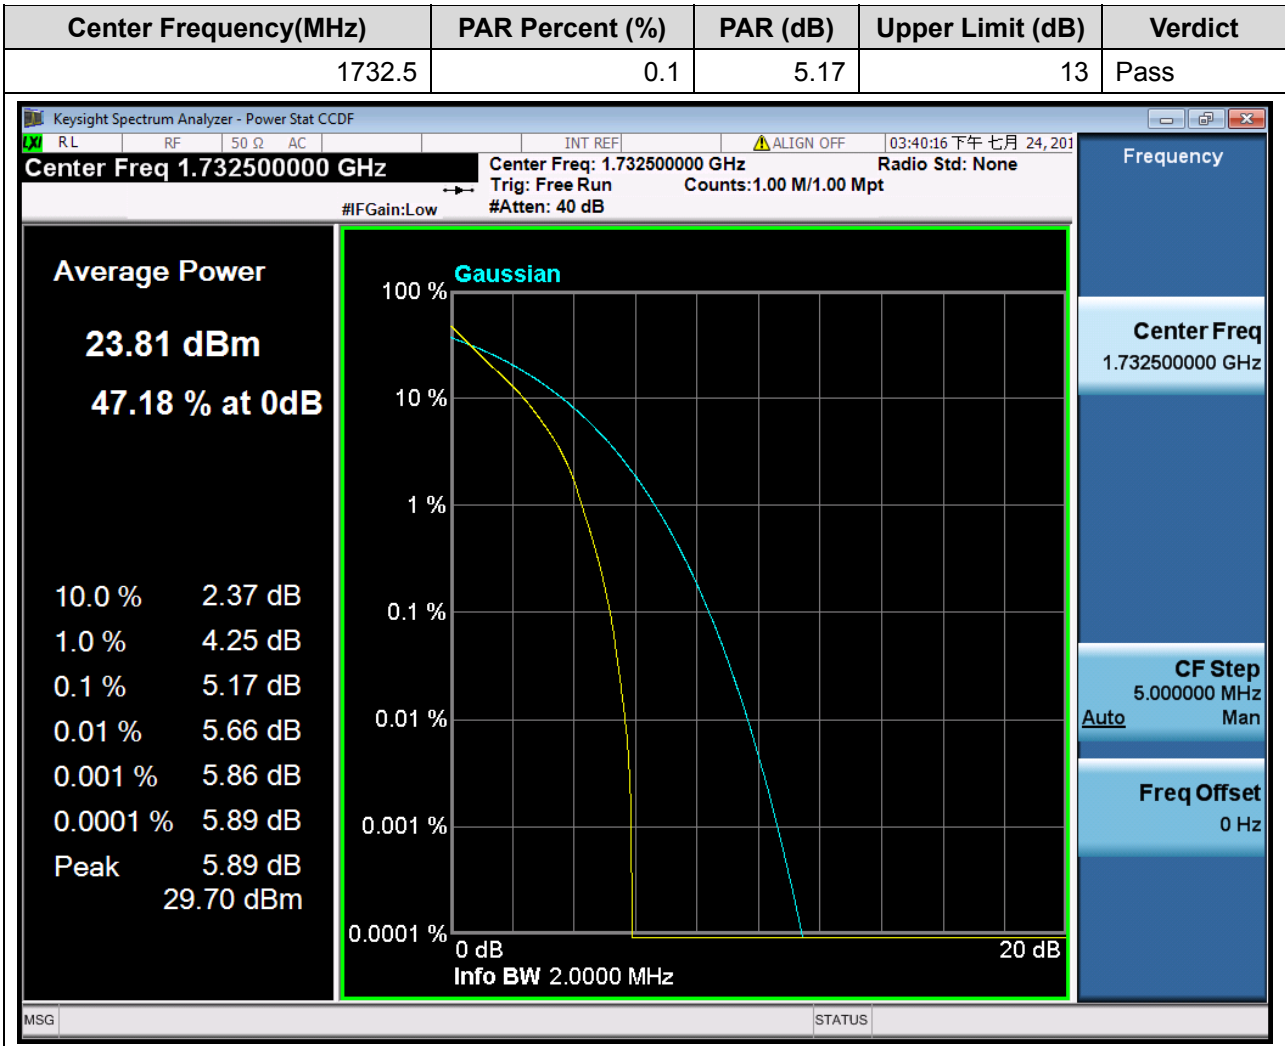 Center Frequency(MHz) PAR Percent (%) PAR (dB) Upper Limit (dB) Verdict
1732.5 0.1 5.17 13 Pass
Keysight Spectrum Analyzer - Power Stat CCDF
LXI RL RF 50 Ω AC INT REF ALIGN OFF 03:40:16 下午 七月 24, 201
Center Freq 1.732500000 GHz
Center Freq: 1.732500000 GHz Radio Std: None
Trig: Free Run Counts:1.00 M/1.00 Mpt
#IFGain:Low #Atten: 40 dB
Average Power
23.81 dBm
47.18 % at 0dB
10.0 % 2.37 dB
1.0 % 4.25 dB
0.1 % 5.17 dB
0.01 % 5.66 dB
0.001 % 5.86 dB
0.0001 % 5.89 dB
Peak 5.89 dB
29.70 dBm
Gaussian
100 %
10 %
1 %
0.1 %
0.01 %
0.001 %
0.0001 %
0 dB 20 dB
Info BW 2.0000 MHz
Frequency
Center Freq
1.732500000 GHz
CF Step
5.000000 MHz
Auto Man
Freq Offset
0 Hz
MSG STATUS